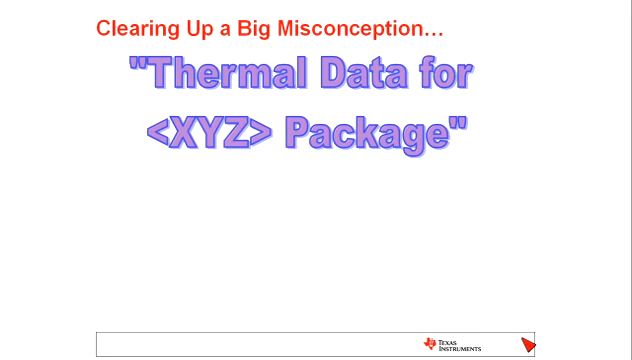 Clearing Up a Big Misconception…
"Thermal Data for
<XYZ> Package"
TEXAS
INSTRUMENTS